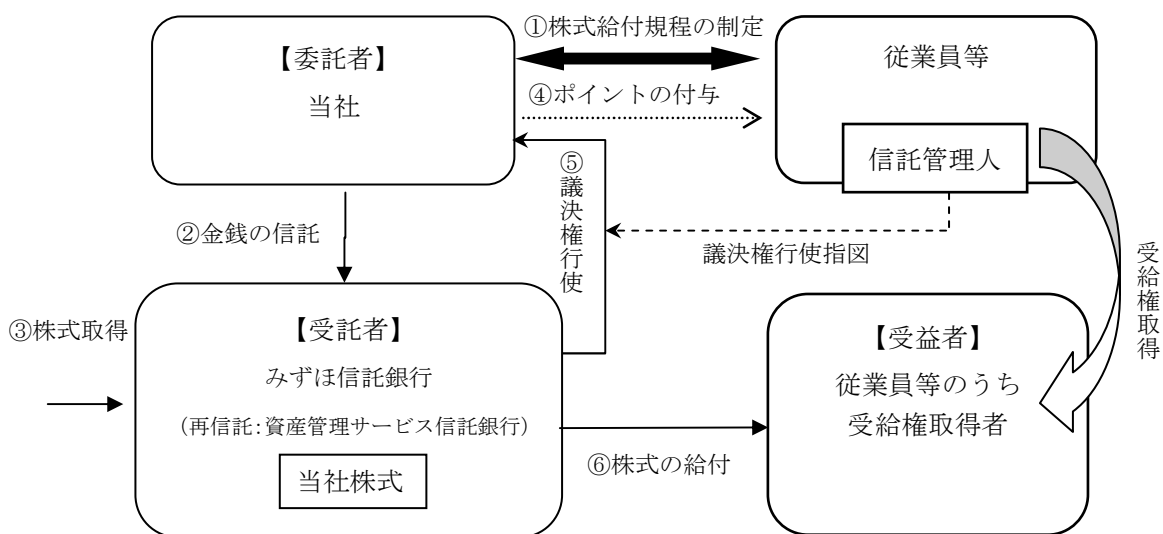 ①株式給付規程の制定
【委託者】
当社
従業員等
④ポイントの付与
信託管理人
⑤議決権行使
②金銭の信託
議決権行使指図
受給権取得
③株式取得
【受託者】
みずほ信託銀行
(再信託:資産管理サービス信託銀行)
当社株式
【受益者】
従業員等のうち
受給権取得者
⑥株式の給付